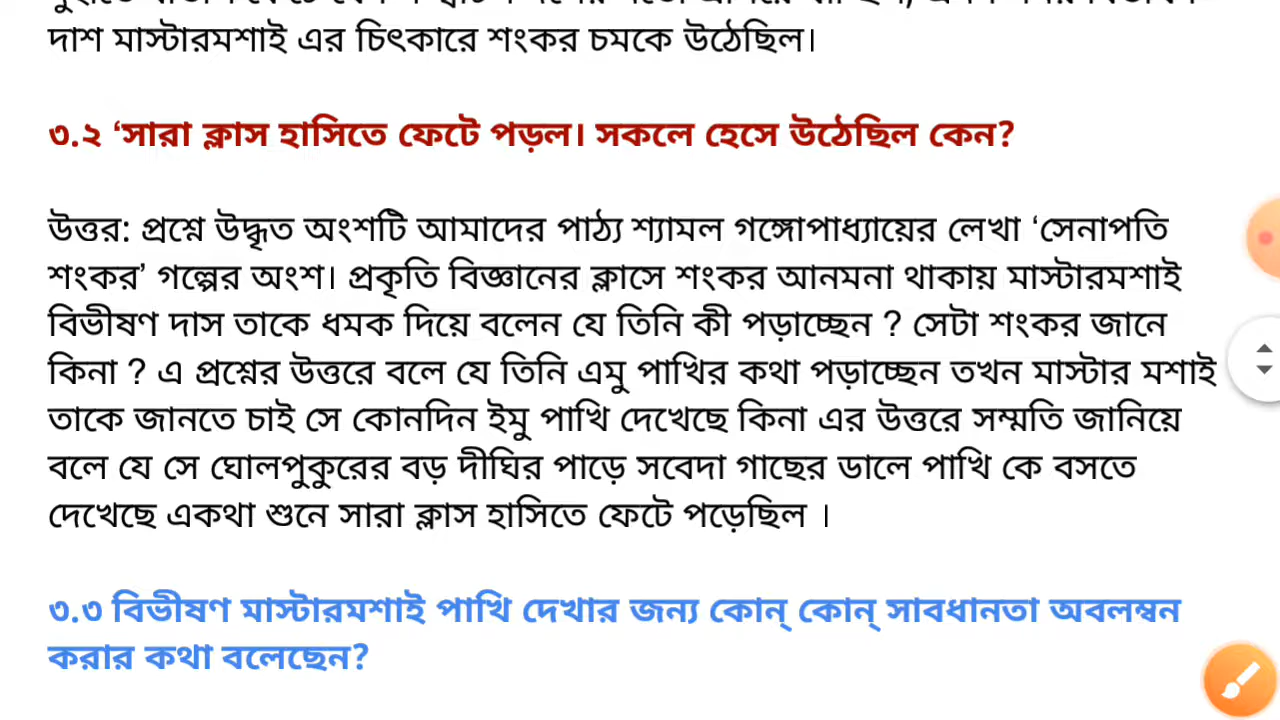 দাশ মাস্টারমশাই এর চিৎকারে শংকর চমকে উঠেছিল।
৩.২ ‘সারা ক্লাস হাসিতে ফেটে পড়ল। সকলে হেসে উঠেছিল কেন?
উত্তর: প্রশ্নে উদ্ধৃত অংশটি আমাদের পাঠ্য শ্যামল গঙ্গোপাধ্যায়ের লেখা ‘সেনাপতি
শংকর’ গল্পের অংশ। প্রকৃতি বিজ্ঞানের ক্লাসে শংকর আনমনা থাকায় মাস্টারমশাই
বিভীষণ দাস তাকে ধমক দিয়ে বলেন যে তিনি কী পড়াচ্ছেন ? সেটা শংকর জানে
কিনা ? এ প্রশ্নের উত্তরে বলে যে তিনি এমু পাখির কথা পড়াচ্ছেন তখন মাস্টার মশাই
তাকে জানতে চাই সে কোনদিন ইমু পাখি দেখেছে কিনা এর উত্তরে সম্মতি জানিয়ে
বলে যে সে ঘোলপুকুরের বড় দীঘির পাড়ে সবেদা গাছের ডালে পাখি কে বসতে
দেখেছে একথা শুনে সারা ক্লাস হাসিতে ফেটে পড়েছিল ।
৩.৩ বিভীষণ মাস্টারমশাই পাখি দেখার জন্য কোন্ কোন্ সাবধানতা অবলম্বন
করার কথা বলেছেন?